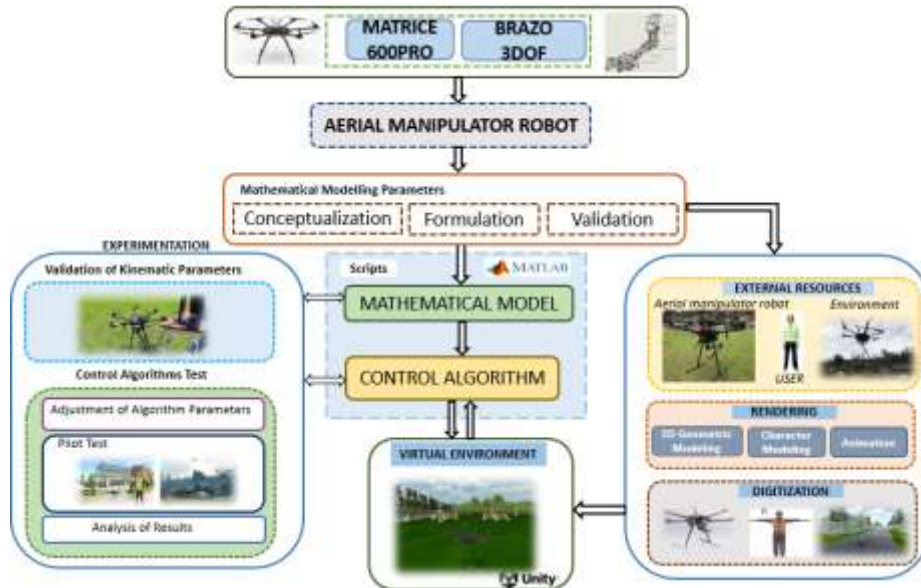 MATRICE
600PRO
BRAZO
3DOF
AERIAL MANIPULATOR ROBOT
Mathematical Modelling Parameters
Conceptualization
Formulation
Validation
EXPERIMENTATION
Validation of Kinematic Parameters
Control Algorithms Test
Adjustment of Algorithm Parameters
Pilot Test
Analysis of Results
Scripts
MATLAB
MATHEMATICAL MODEL
CONTROL ALGORITHM
VIRTUAL ENVIRONMENT
Unity
EXTERNAL RESOURCES
Aerial manipulator robot
Environment
USER
RENDERING
3D Geometric
Modeling
Character
Modeling
Animation
DIGITIZATION